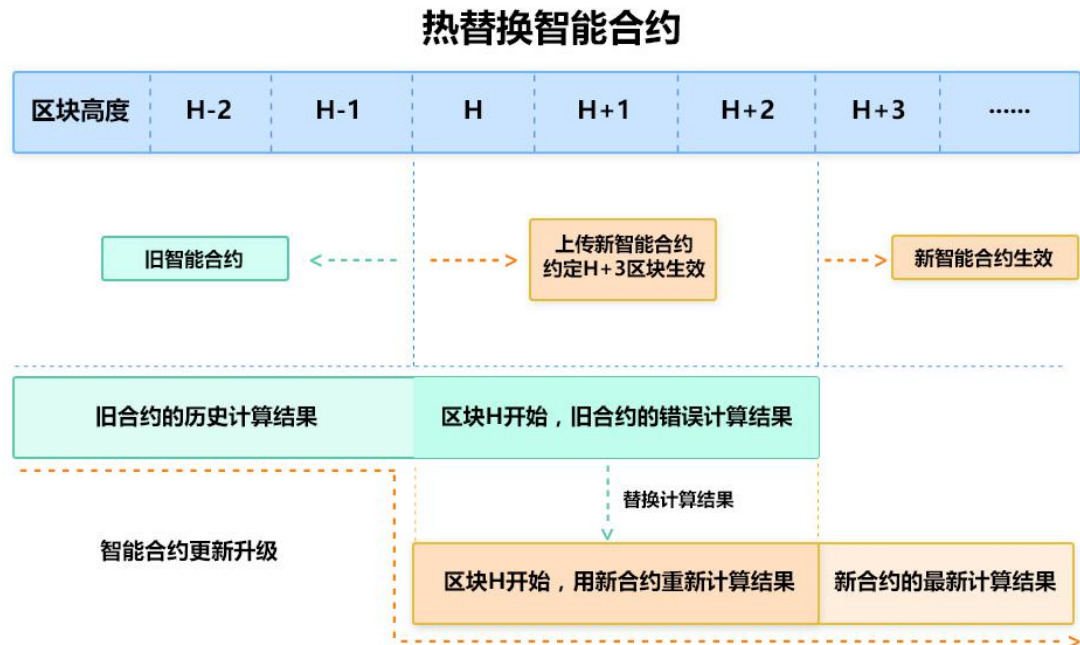 热替换智能合约
区块高度 H-2 H-1 H H+1 H+2 H+3 ......
旧智能合约
上传新智能合约
约定H+3区块生效
新智能合约生效
旧合约的历史计算结果
区块H开始，旧合约的错误计算结果
替换计算结果
智能合约更新升级
区块H开始，用新合约重新计算结果
新合约的最新计算结果